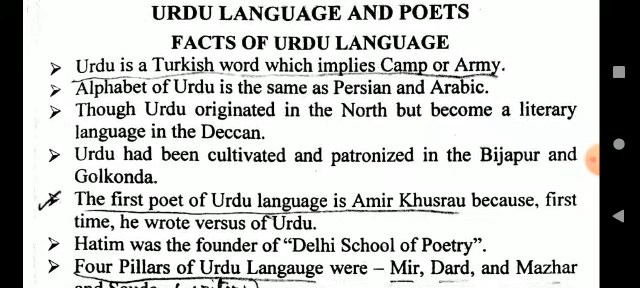 URDU LANGUAGE AND POETS
FACTS OF URDU LANGUAGE
➤ Urdu is a Turkish word which implies Camp or Army.
➤ Alphabet of Urdu is the same as Persian and Arabic.
➤ Though Urdu originated in the North but become a literary
language in the Deccan.
➤ Urdu had been cultivated and patronized in the Bijapur and
Golkonda.
➤ The first poet of Urdu language is Amir Khusrau because, first
time, he wrote versus of Urdu.
➤ Hatim was the founder of “Delhi School of Poetry”.
➤ Four Pillars of Urdu Langauge were – Mir, Dard, and Mazhar
and Sauda